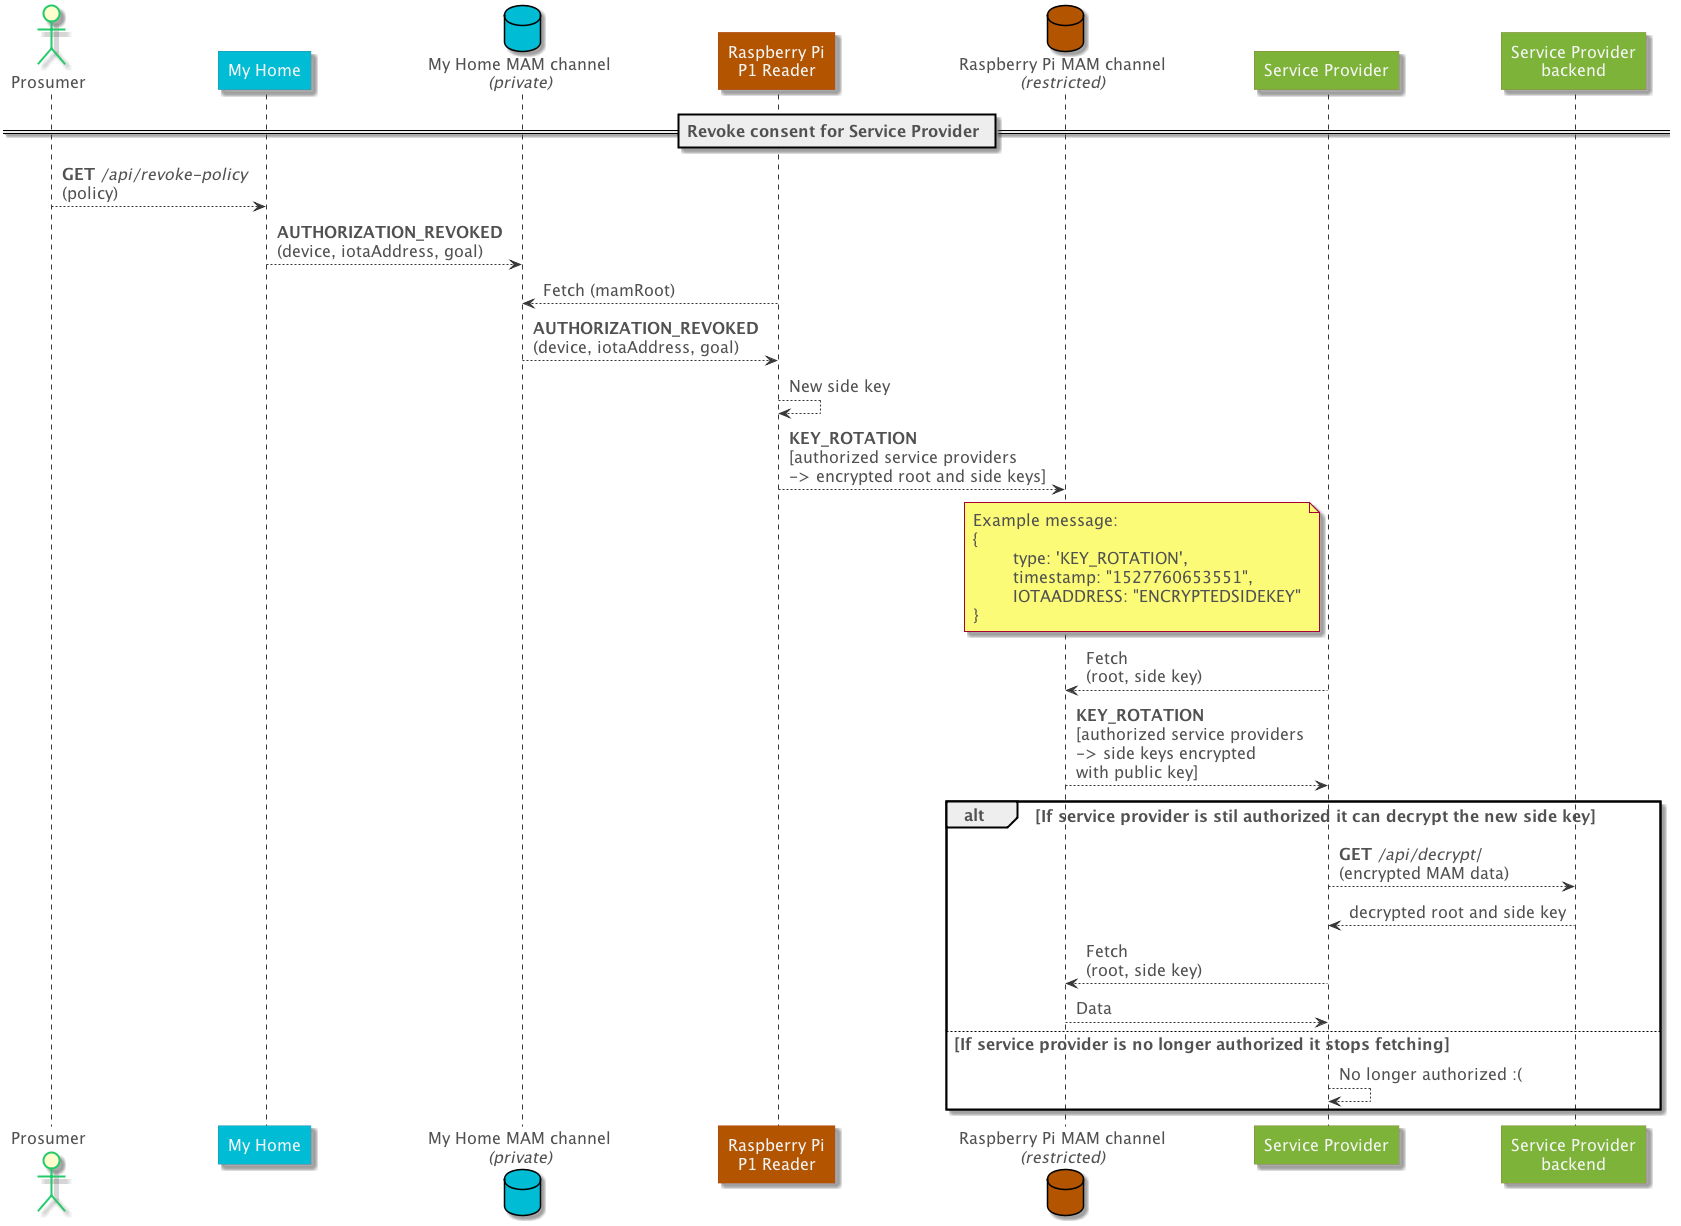 Prosumer
My Home
My Home MAM channel
(private)
Raspberry Pi
P1 Reader
Raspberry Pi MAM channel
(restricted)
Service Provider
Service Provider
backend
Revoke consent for Service Provider
GET /api/revoke-policy
(policy)
AUTHORIZATION_REVOKED
(device, iotaAddress, goal)
Fetch (mamRoot)
AUTHORIZATION_REVOKED
(device, iotaAddress, goal)
New side key
KEY_ROTATION
[authorized service providers
-> encrypted root and side keys]
Example message:
{
type: 'KEY_ROTATION',
timestamp: "1527760653551",
IOTAADDRESS: "ENCRYPTEDSIDEKEY"
}
Fetch
(root, side key)
KEY_ROTATION
[authorized service providers
-> side keys encrypted
with public key]
alt [If service provider is stil authorized it can decrypt the new side key]
GET /api/decrypt/
(encrypted MAM data)
decrypted root and side key
Fetch
(root, side key)
Data
[If service provider is no longer authorized it stops fetching]
No longer authorized :(
Prosumer
My Home
My Home MAM channel
(private)
Raspberry Pi
P1 Reader
Raspberry Pi MAM channel
(restricted)
Service Provider
Service Provider
backend